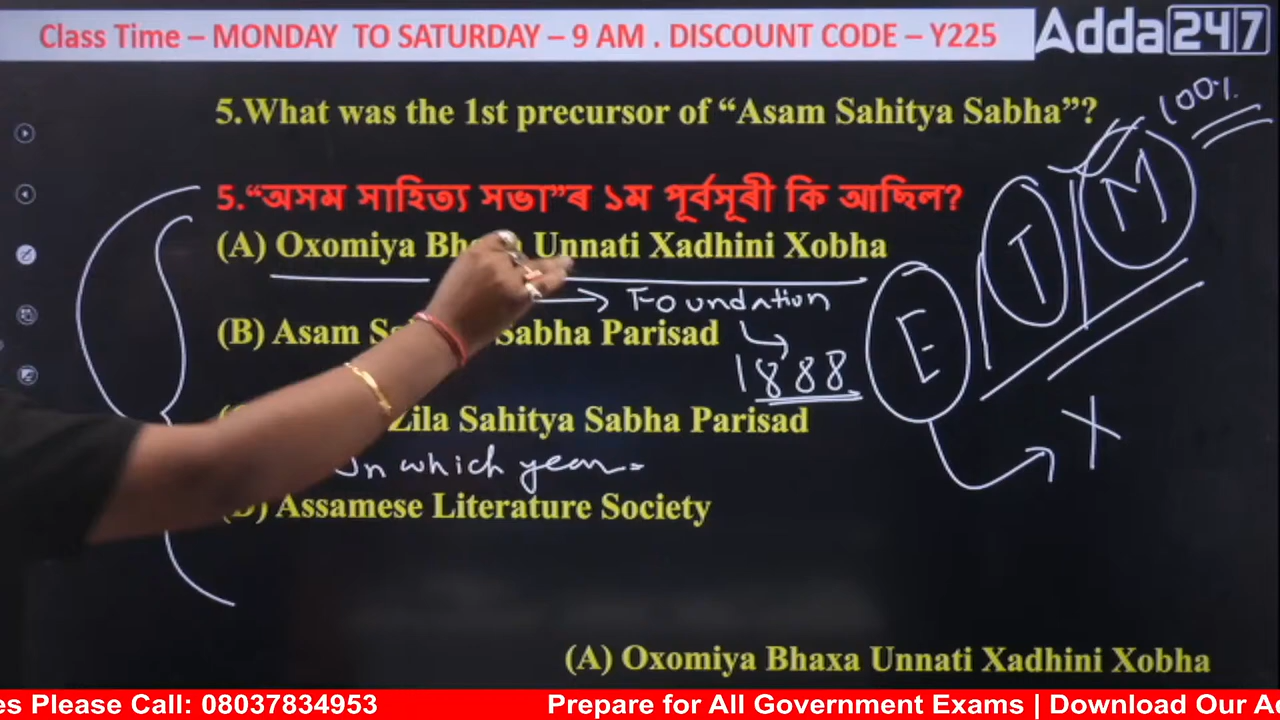 Class Time – MONDAY TO SATURDAY – 9 AM . DISCOUNT CODE – Y225
Adda247
100%
5.What was the 1st precursor of “Asam Sahitya Sabha”?
5.“অসম সাহিত্য সভা”ৰ ১ম পূৰ্বসূৰী কি আছিল?
(A) Oxomiya Unnati Xadhini Xobha
Foundation
(B) Asam Sabha Parisad
1888
Zila Sahitya Sabha Parisad
In which year
(D) Assamese Literature Society
E
M
X
(A) Oxomiya Bhaxa Unnati Xadhini Xobha
es Please Call: 08037834953 Prepare for All Government Exams | Download Our Ad